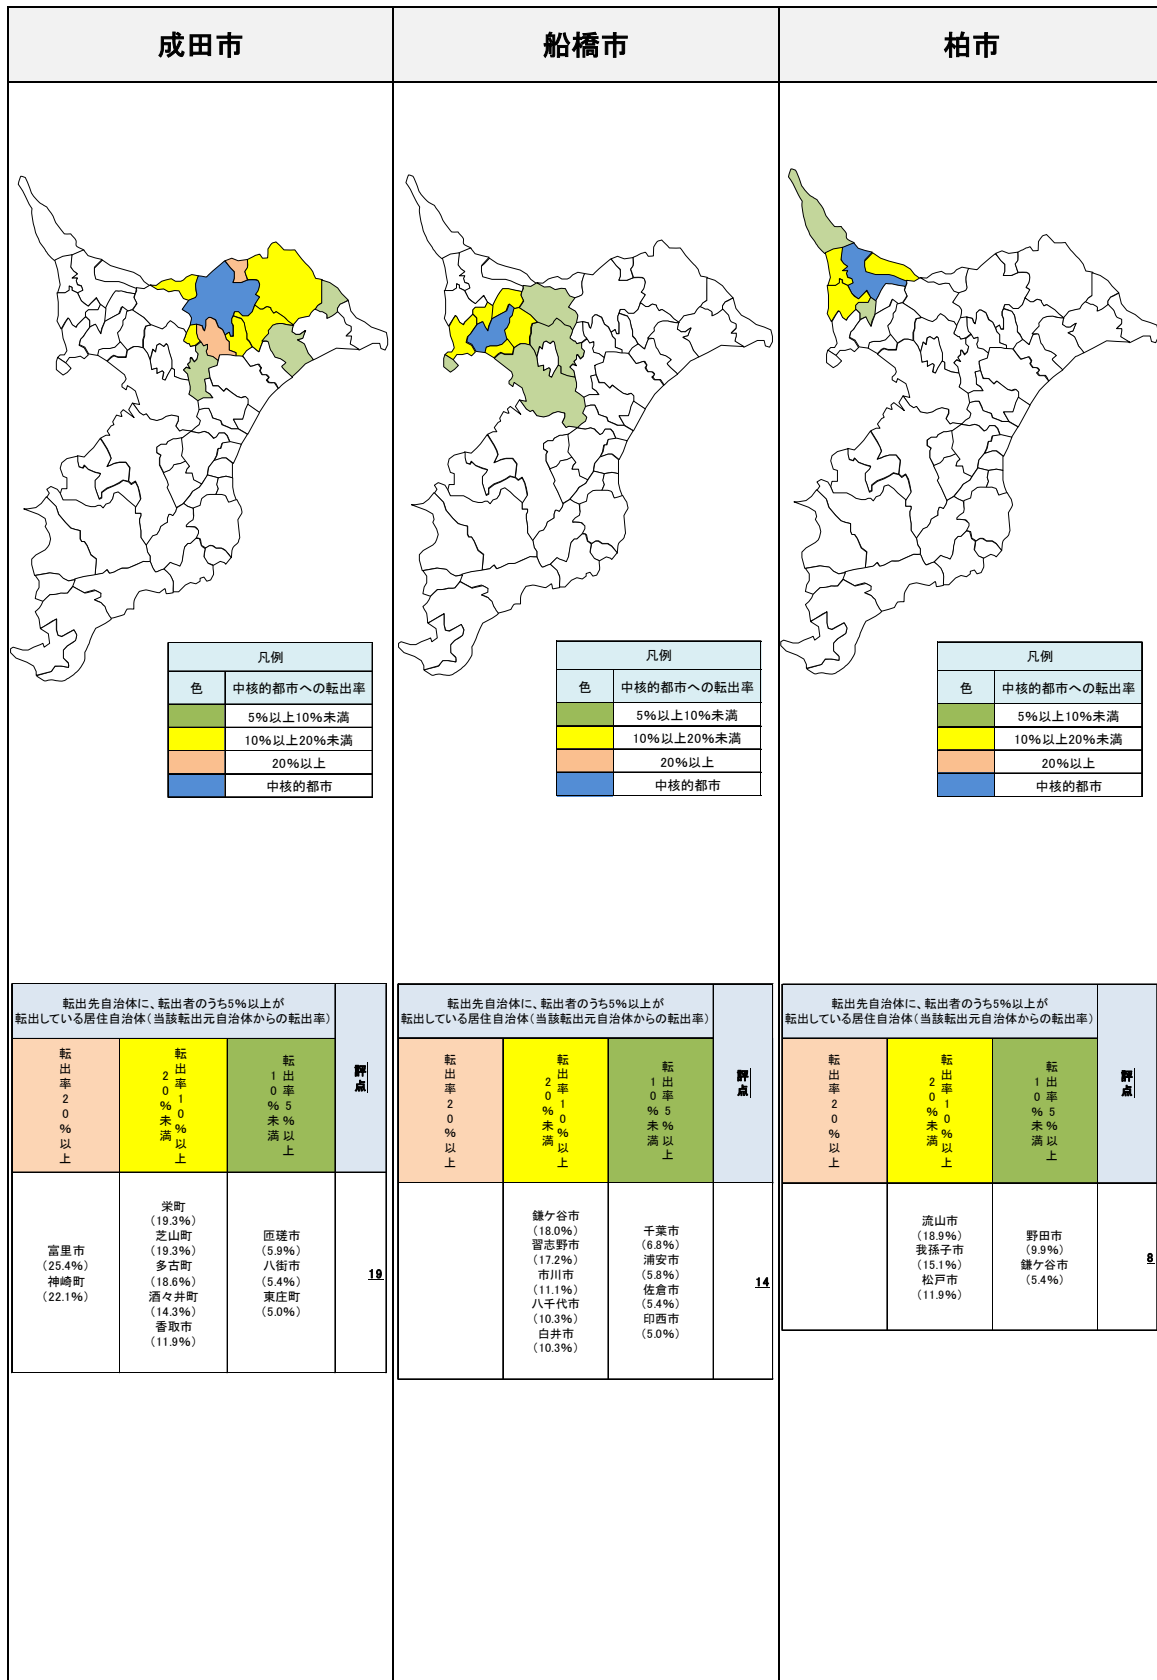 成田市
船橋市
柏市
凡例
色 中核的都市への転出率
5%以上10%未満
10%以上20%未満
20%以上
中核的都市
凡例
色 中核的都市への転出率
5%以上10%未満
10%以上20%未満
20%以上
中核的都市
凡例
色 中核的都市への転出率
5%以上10%未満
10%以上20%未満
20%以上
中核的都市
転出先自治体に、転出者のうち5%以上が
転出している居住自治体(当該転出元自治体からの転出率)
評点
転出率20%以上
転出率10%以上
20%未満
転出率5%以上
10%未満
富里市
(25.4%)
神崎町
(22.1%)
栄町
(19.3%)
芝山町
(19.3%)
多古町
(18.6%)
酒々井町
(14.3%)
香取市
(11.9%)
匝瑳市
(5.9%)
八街市
(5.4%)
東庄町
(5.0%)
19
転出先自治体に、転出者のうち5%以上が
転出している居住自治体(当該転出元自治体からの転出率)
評点
転出率20%以上
転出率10%以上
20%未満
転出率5%以上
10%未満
鎌ケ谷市
(18.0%)
習志野市
(17.2%)
市川市
(11.1%)
八千代市
(10.3%)
白井市
(10.3%)
千葉市
(6.8%)
浦安市
(5.8%)
佐倉市
(5.4%)
印西市
(5.0%)
14
転出先自治体に、転出者のうち5%以上が
転出している居住自治体(当該転出元自治体からの転出率)
評点
転出率20%以上
転出率10%以上
20%未満
転出率5%以上
10%未満
流山市
(18.9%)
我孫子市
(15.1%)
松戸市
(11.9%)
野田市
(9.9%)
鎌ケ谷市
(5.4%)
8